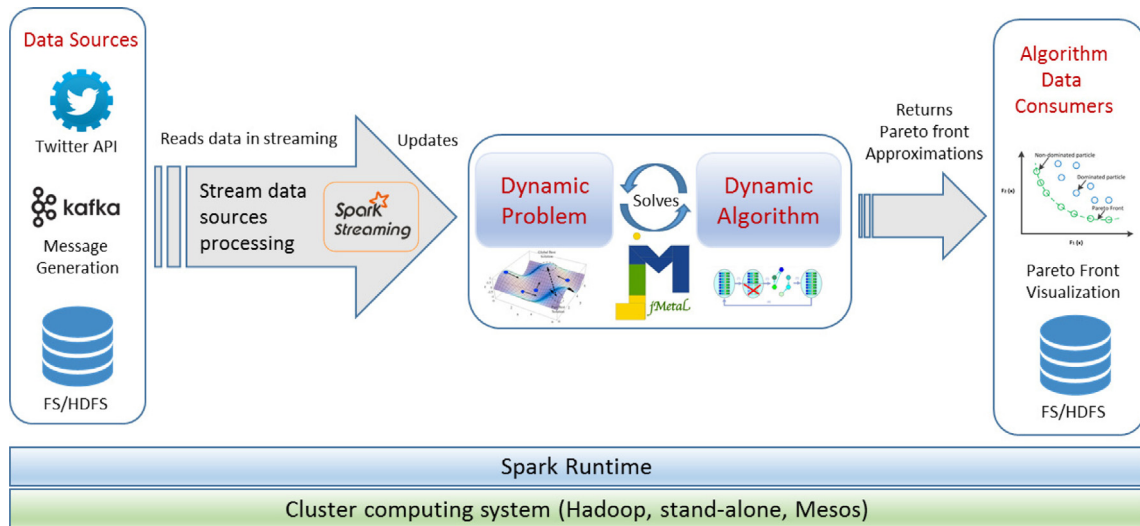 Data Sources
Twitter API
kafka
Message
Generation
FS/HDFS
Reads data in streaming
Updates
Stream data
sources
processing
Spark
Streaming
Dynamic
Problem
Solves
Dynamic
Algorithm
jMetal
Returns
Pareto front
Approximations
Algorithm
Data
Consumers
Non-dominated particle
Dominated particle
Pareto Front
F₂ (x)
F₁ (x)
Pareto Front
Visualization
FS/HDFS
Spark Runtime
Cluster computing system (Hadoop, stand-alone, Mesos)